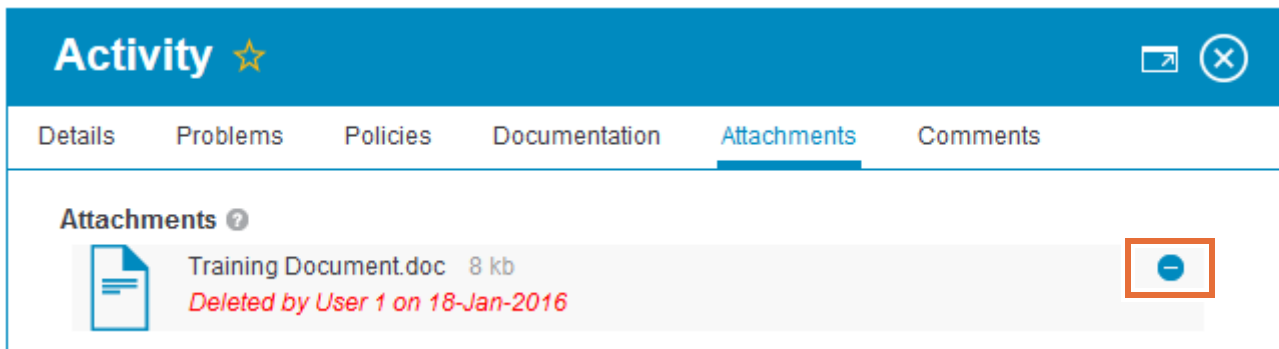 Activity
Details Problems Policies Documentation Attachments Comments
Attachments ?
Training Document.doc 8 kb
Deleted by User 1 on 18-Jan-2016